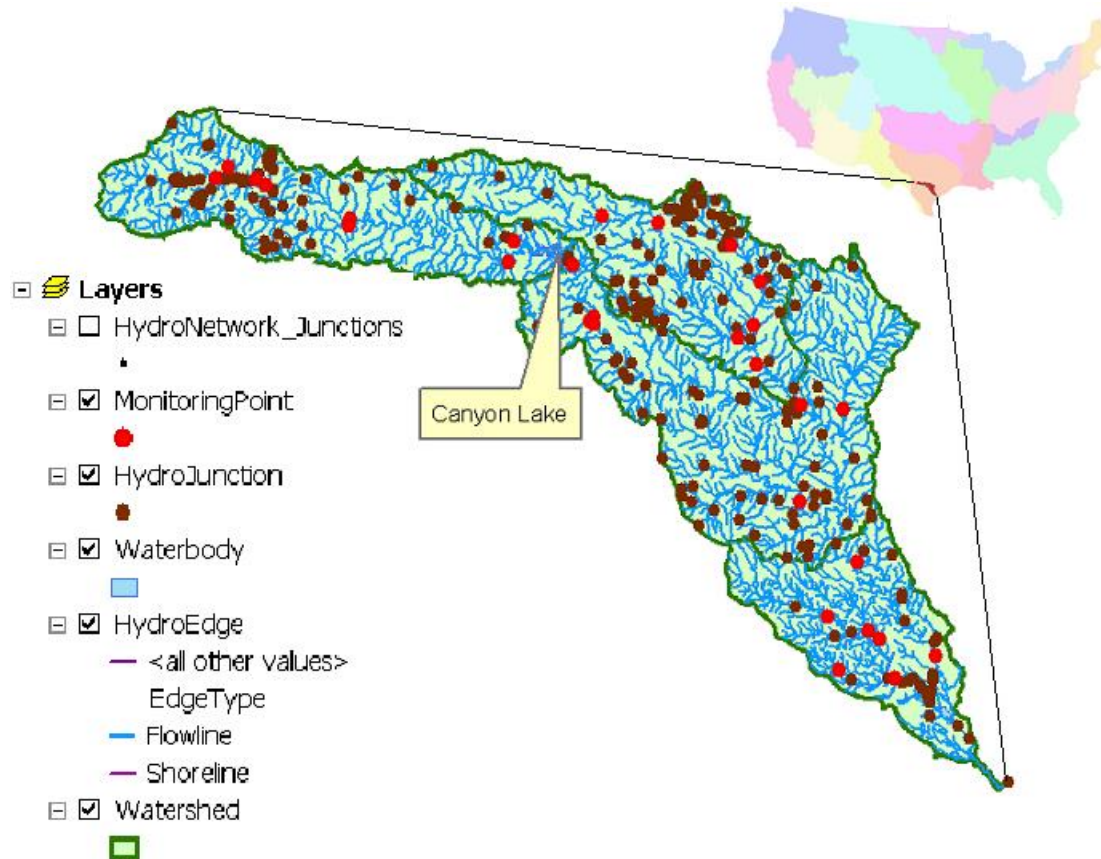 Layers
HydroNetwork_Junctions
MonitoringPoint
HydroJunction
Waterbody
HydroEdge
<all other values>
EdgeType
Flowline
Shoreline
Watershed
Canyon Lake